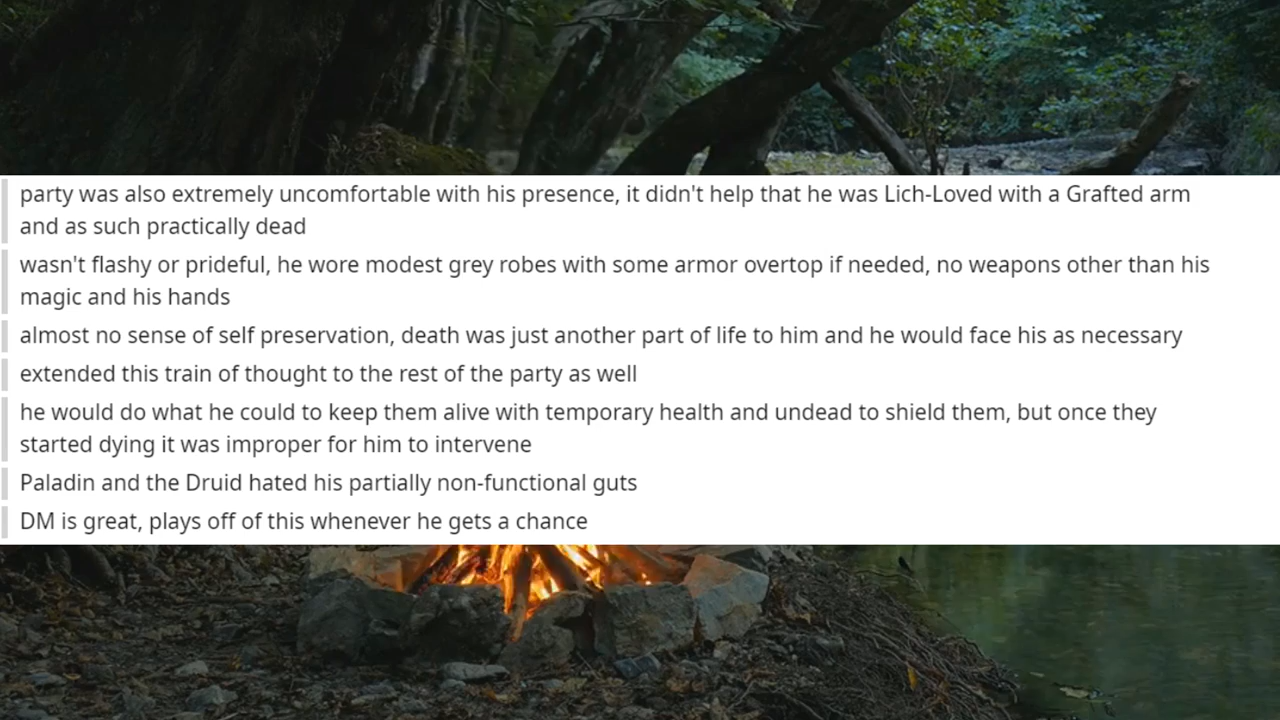 party was also extremely uncomfortable with his presence, it didn't help that he was Lich-Loved with a Grafted arm
and as such practically dead
wasn't flashy or prideful, he wore modest grey robes with some armor overtop if needed, no weapons other than his
magic and his hands
almost no sense of self preservation, death was just another part of life to him and he would face his as necessary
extended this train of thought to the rest of the party as well
he would do what he could to keep them alive with temporary health and undead to shield them, but once they
started dying it was improper for him to intervene
Paladin and the Druid hated his partially non-functional guts
DM is great, plays off of this whenever he gets a chance